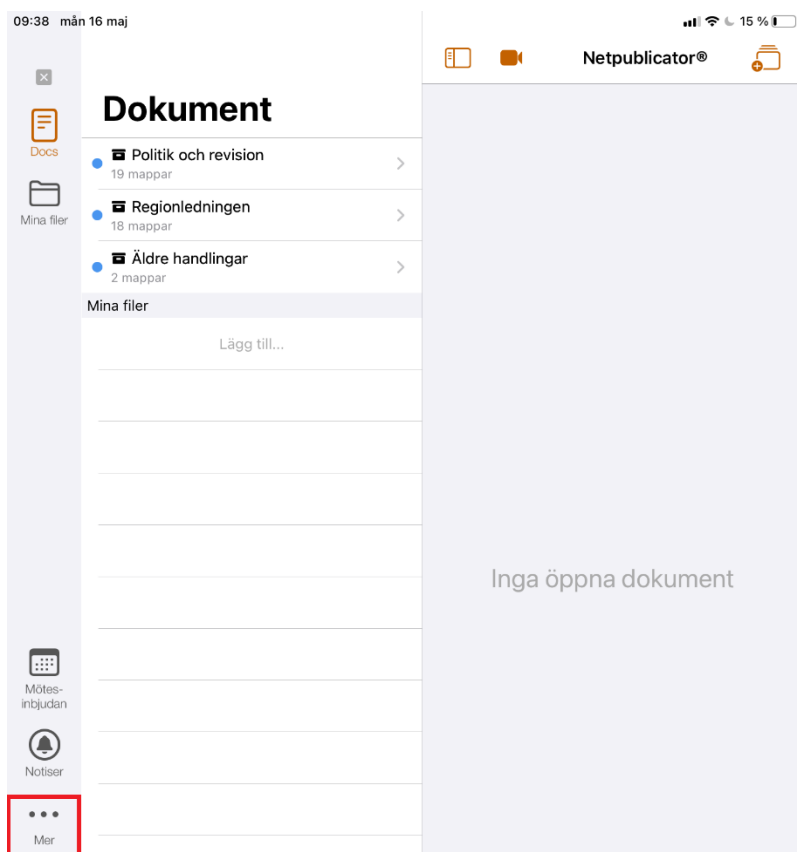 09:38 mån 16 maj
15 %
Netpublicator®
Dokument
Docs
Politik och revision
19 mappar
Mina filer
Regionledningen
18 mappar
Äldre handlingar
2 mappar
Mina filer
Lägg till...
Inga öppna dokument
Mötes-
inbjudan
Notiser
Mer